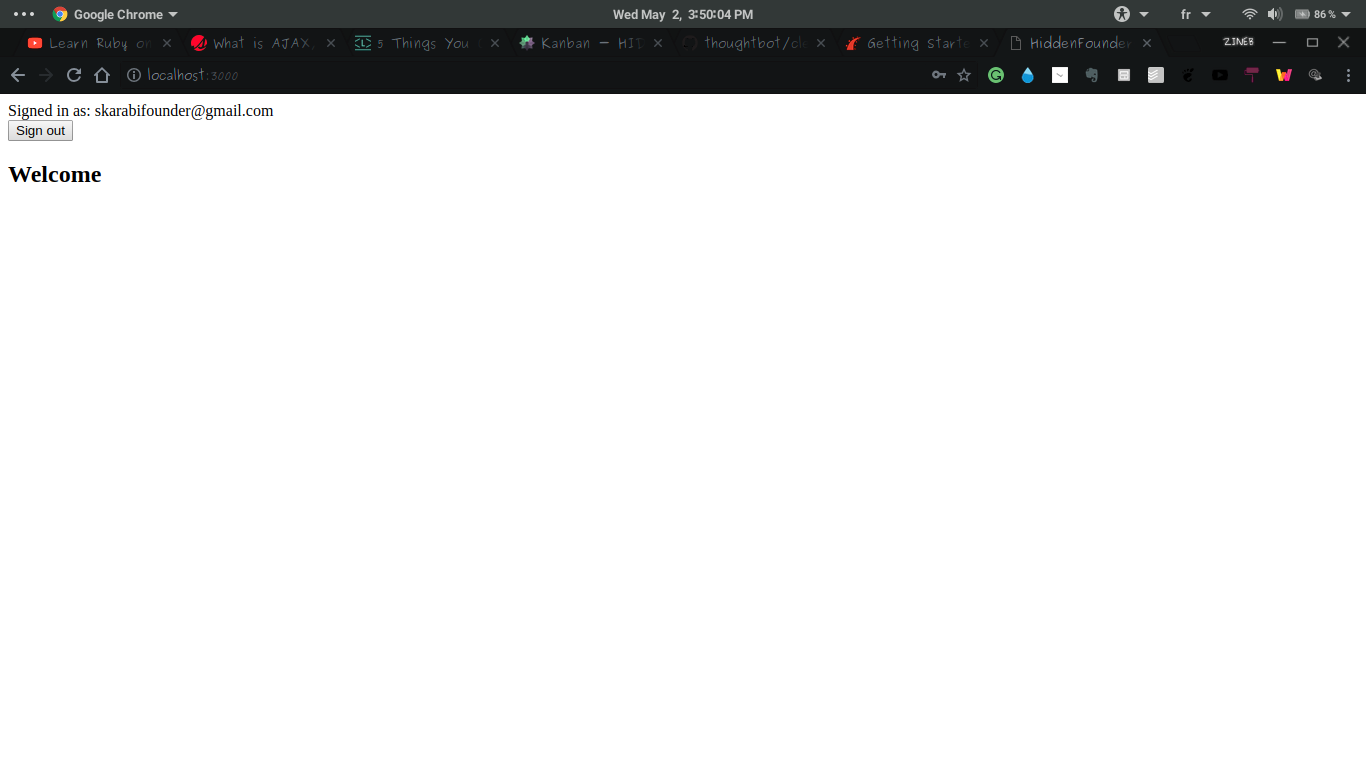 Google Chrome
Wed May 2, 3:50:04 PM
fr
86 %
Learn Ruby on
What is AJAX,
5 Things You
Kanban – HI
thoughtbot/cle
Getting Starte
HiddenFounder
ZINEB
localhost:3000
Signed in as: skarabifounder@gmail.com
Sign out
Welcome